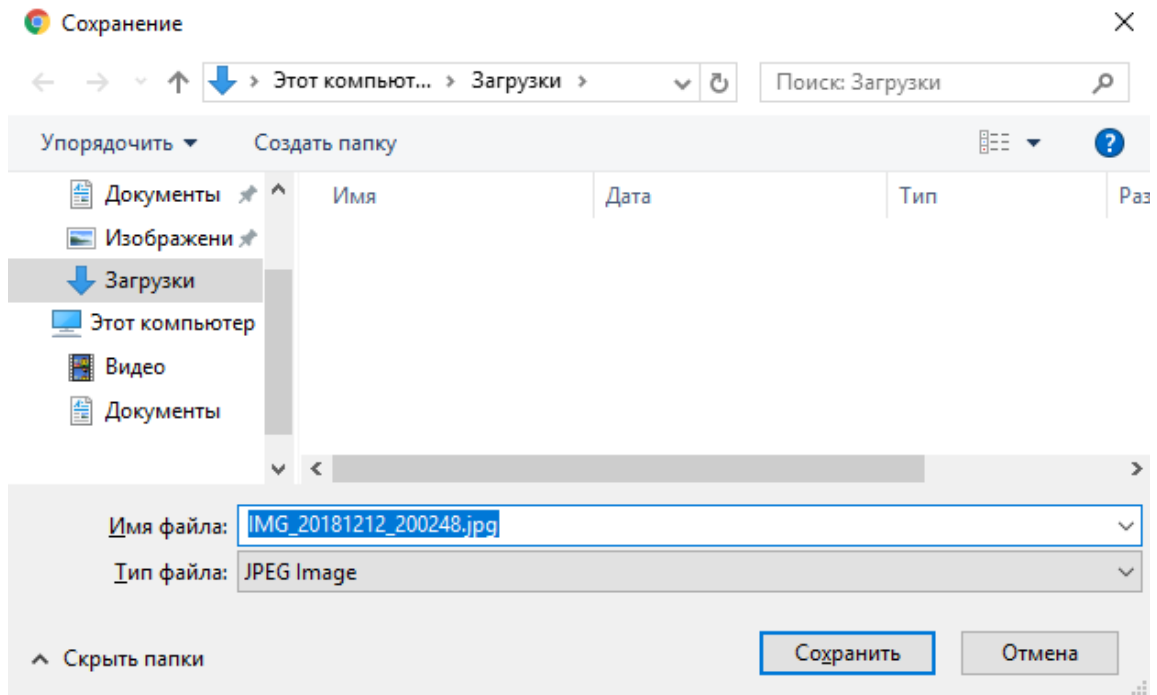 Сохранение
Этот компьют... Загрузки
Поиск: Загрузки
Упорядочить Создать папку
Документы
Изображени
Загрузки
Этот компьютер
Видео
Документы
Имя Дата Тип Раз
Имя файла: IMG_20181212_200248.jpg
Тип файла: JPEG Image
Скрыть папки
Сохранить Отмена